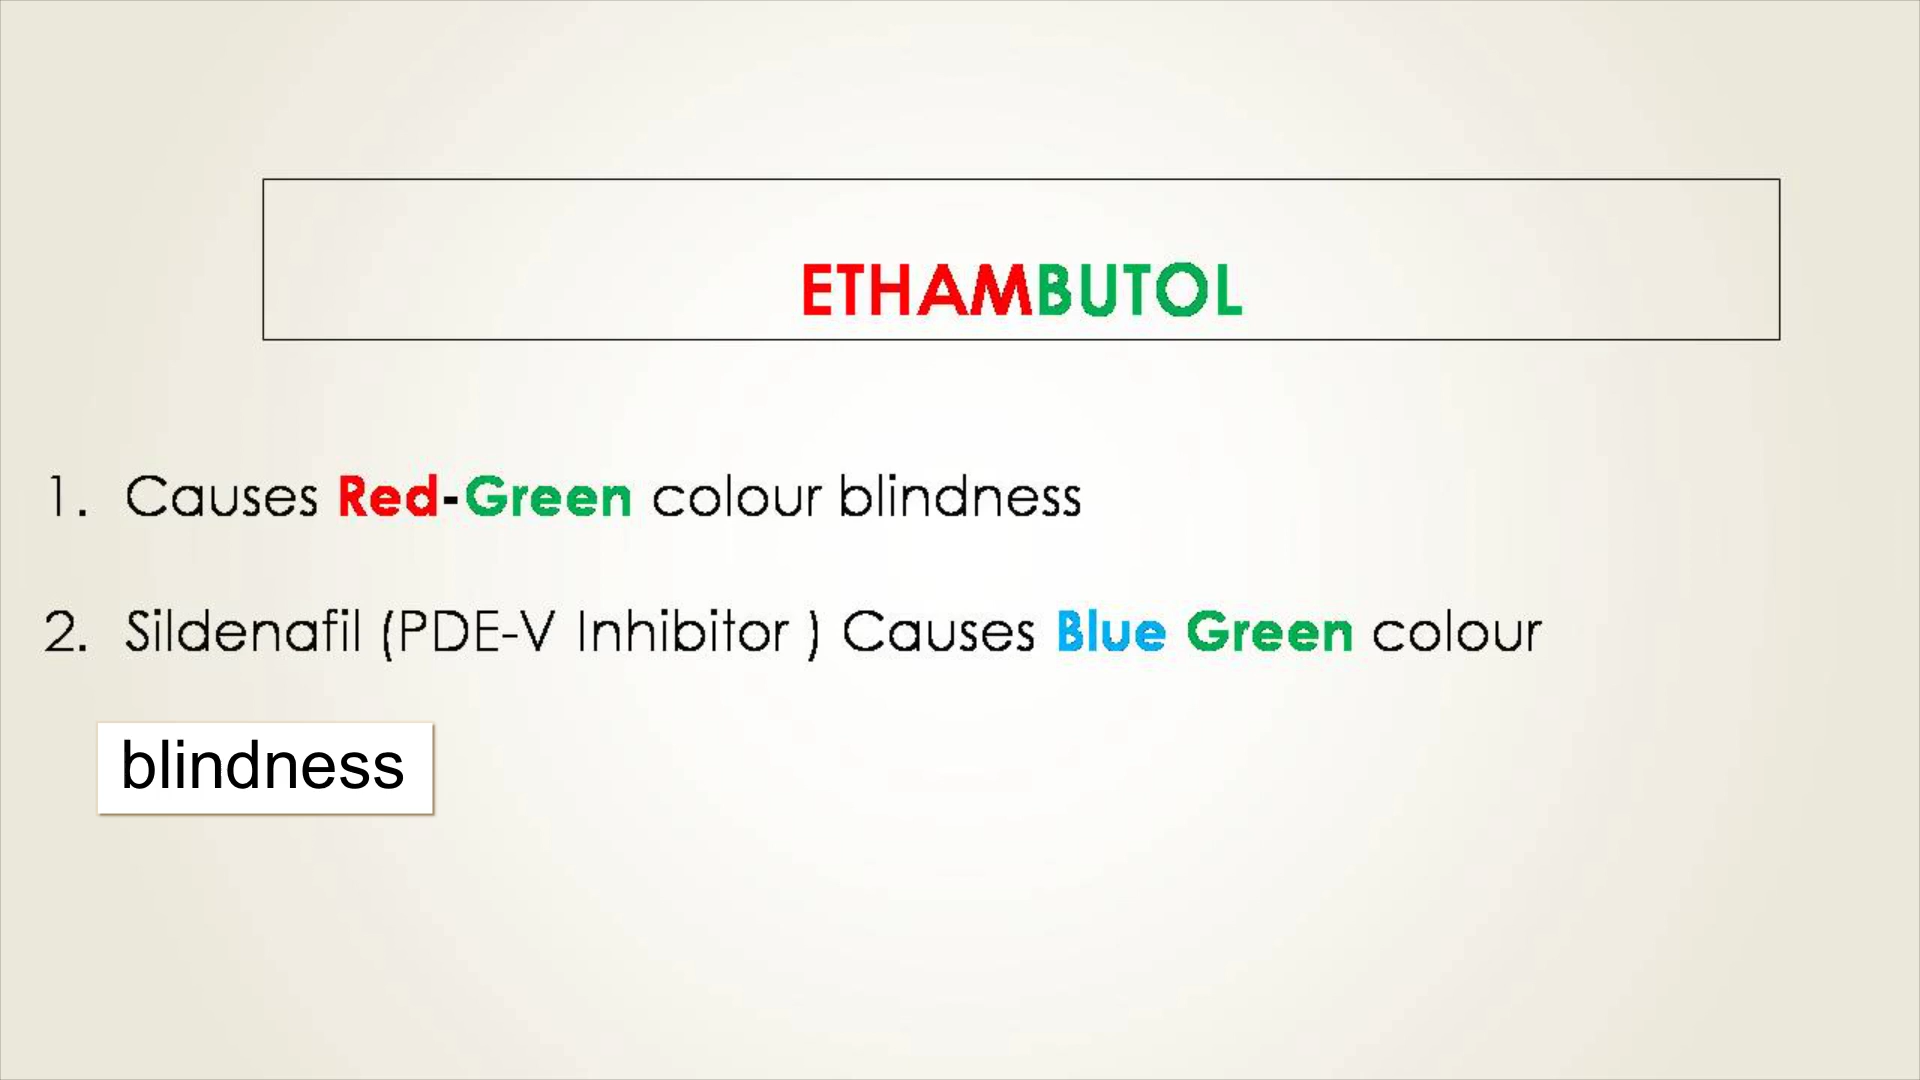 ETHAMBUTOL
1. Causes Red-Green colour blindness
2. Sildenafil (PDE-V Inhibitor ) Causes Blue Green colour
blindness